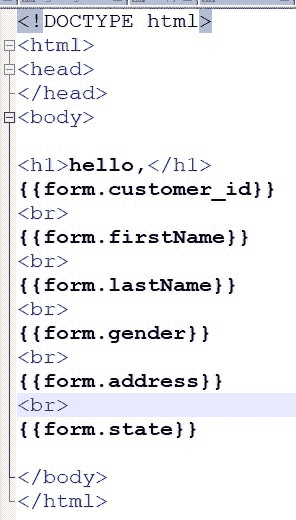 <!DOCTYPE html>
<html>
<head>
</head>
<body>
<h1>hello,</h1>
{{form.customer_id}}
<br>
{{form.firstName}}
<br>
{{form.lastName}}
<br>
{{form.gender}}
<br>
{{form.address}}
<br>
{{form.state}}
</body>
</html>